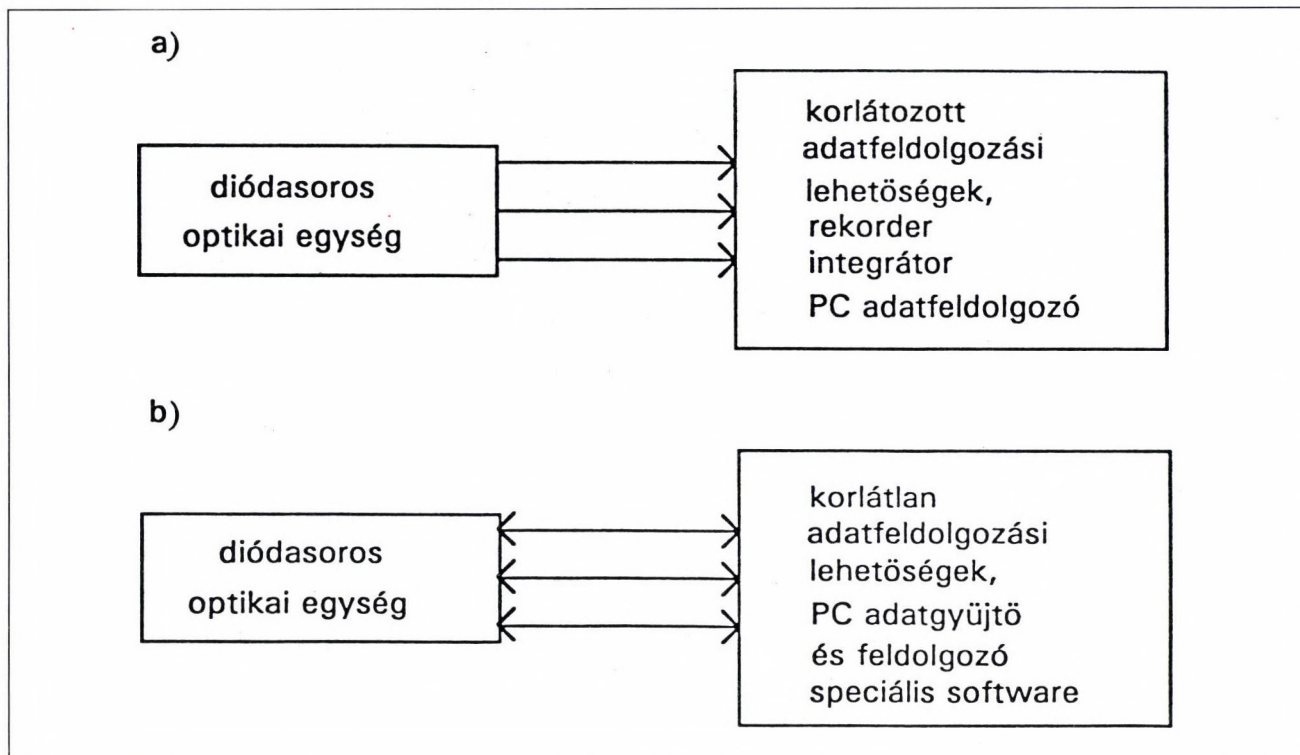 a)
diódasoros
optikai egység
korlátozott
adatfeldolgozási
lehetöségek,
rekorder
integrátor
PC adatfeldolgozó
b)
diódasoros
optikai egység
korlátlan
adatfeldolgozási
lehetöségek,
PC adatgyüjtö
és feldolgozó
speciális software